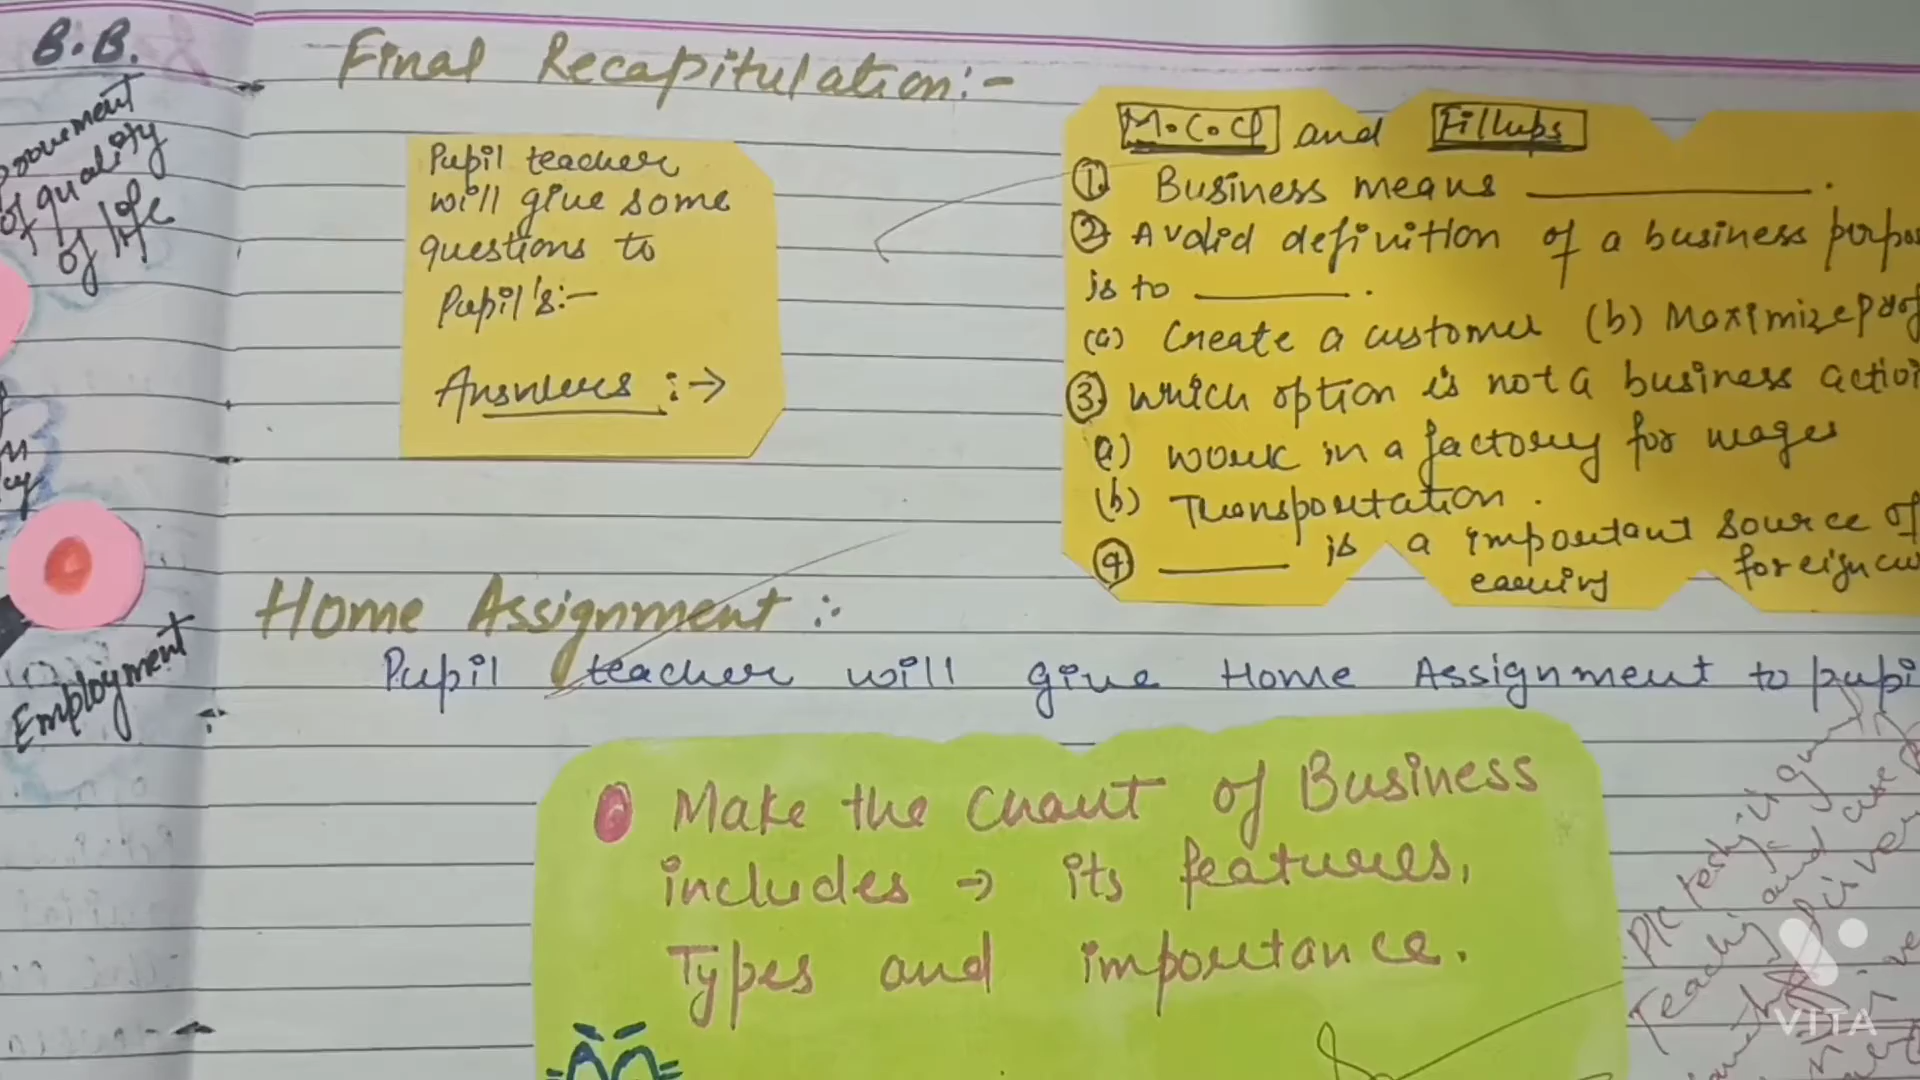 B.B.
of quality
of life
Employment
Final Recapitulation:-
Pupil teacher
will give some
questions to
Pupil's:-
Answers :→
M.C.Q and Fillups
① Business means ________.
② A valid definition of a business
is to ______.
(a) Create a customer (b) Maximize
③ which option is not a business
a) work in a factory for wages
(b) Transportation.
④ ______ is a important source of
earning foreign
Home Assignment :-
Pupil teacher will give Home Assignment to
Make the Chart of Business
includes → its features,
Types and importance.
VITA